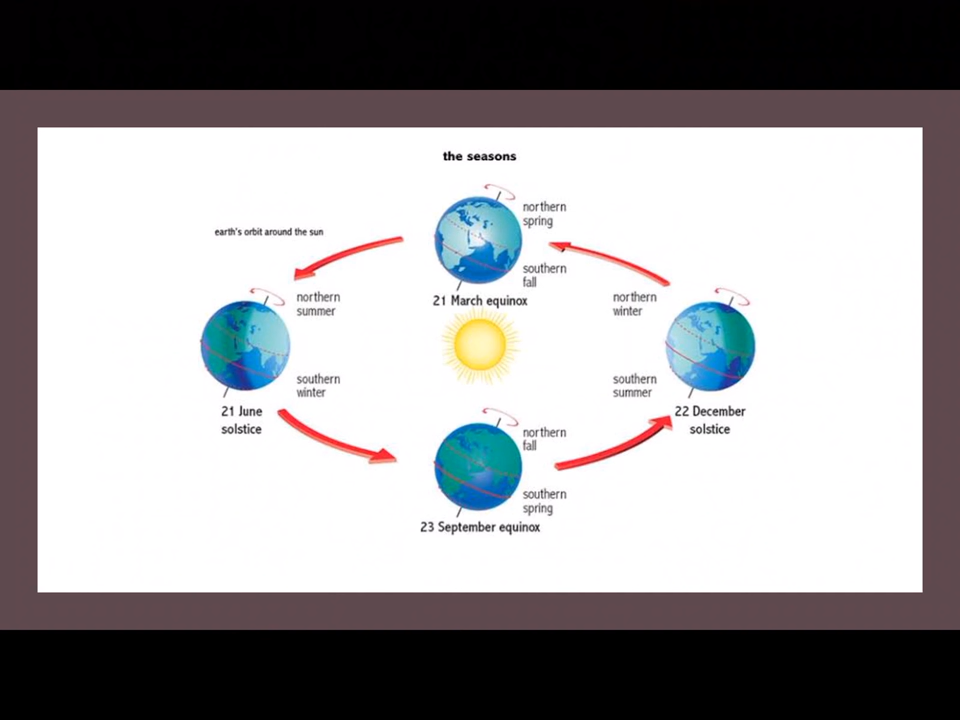 the seasons
earth's orbit around the sun
northern
spring
southern
fall
21 March equinox
northern
summer
southern
winter
21 June
solstice
northern
winter
southern
summer
22 December
solstice
northern
fall
southern
spring
23 September equinox